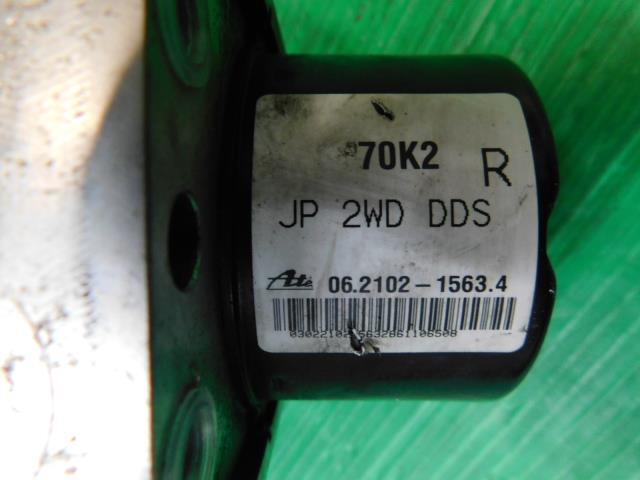 70K2
R
JP 2WD DDS
Ate 06.2102-1563.4